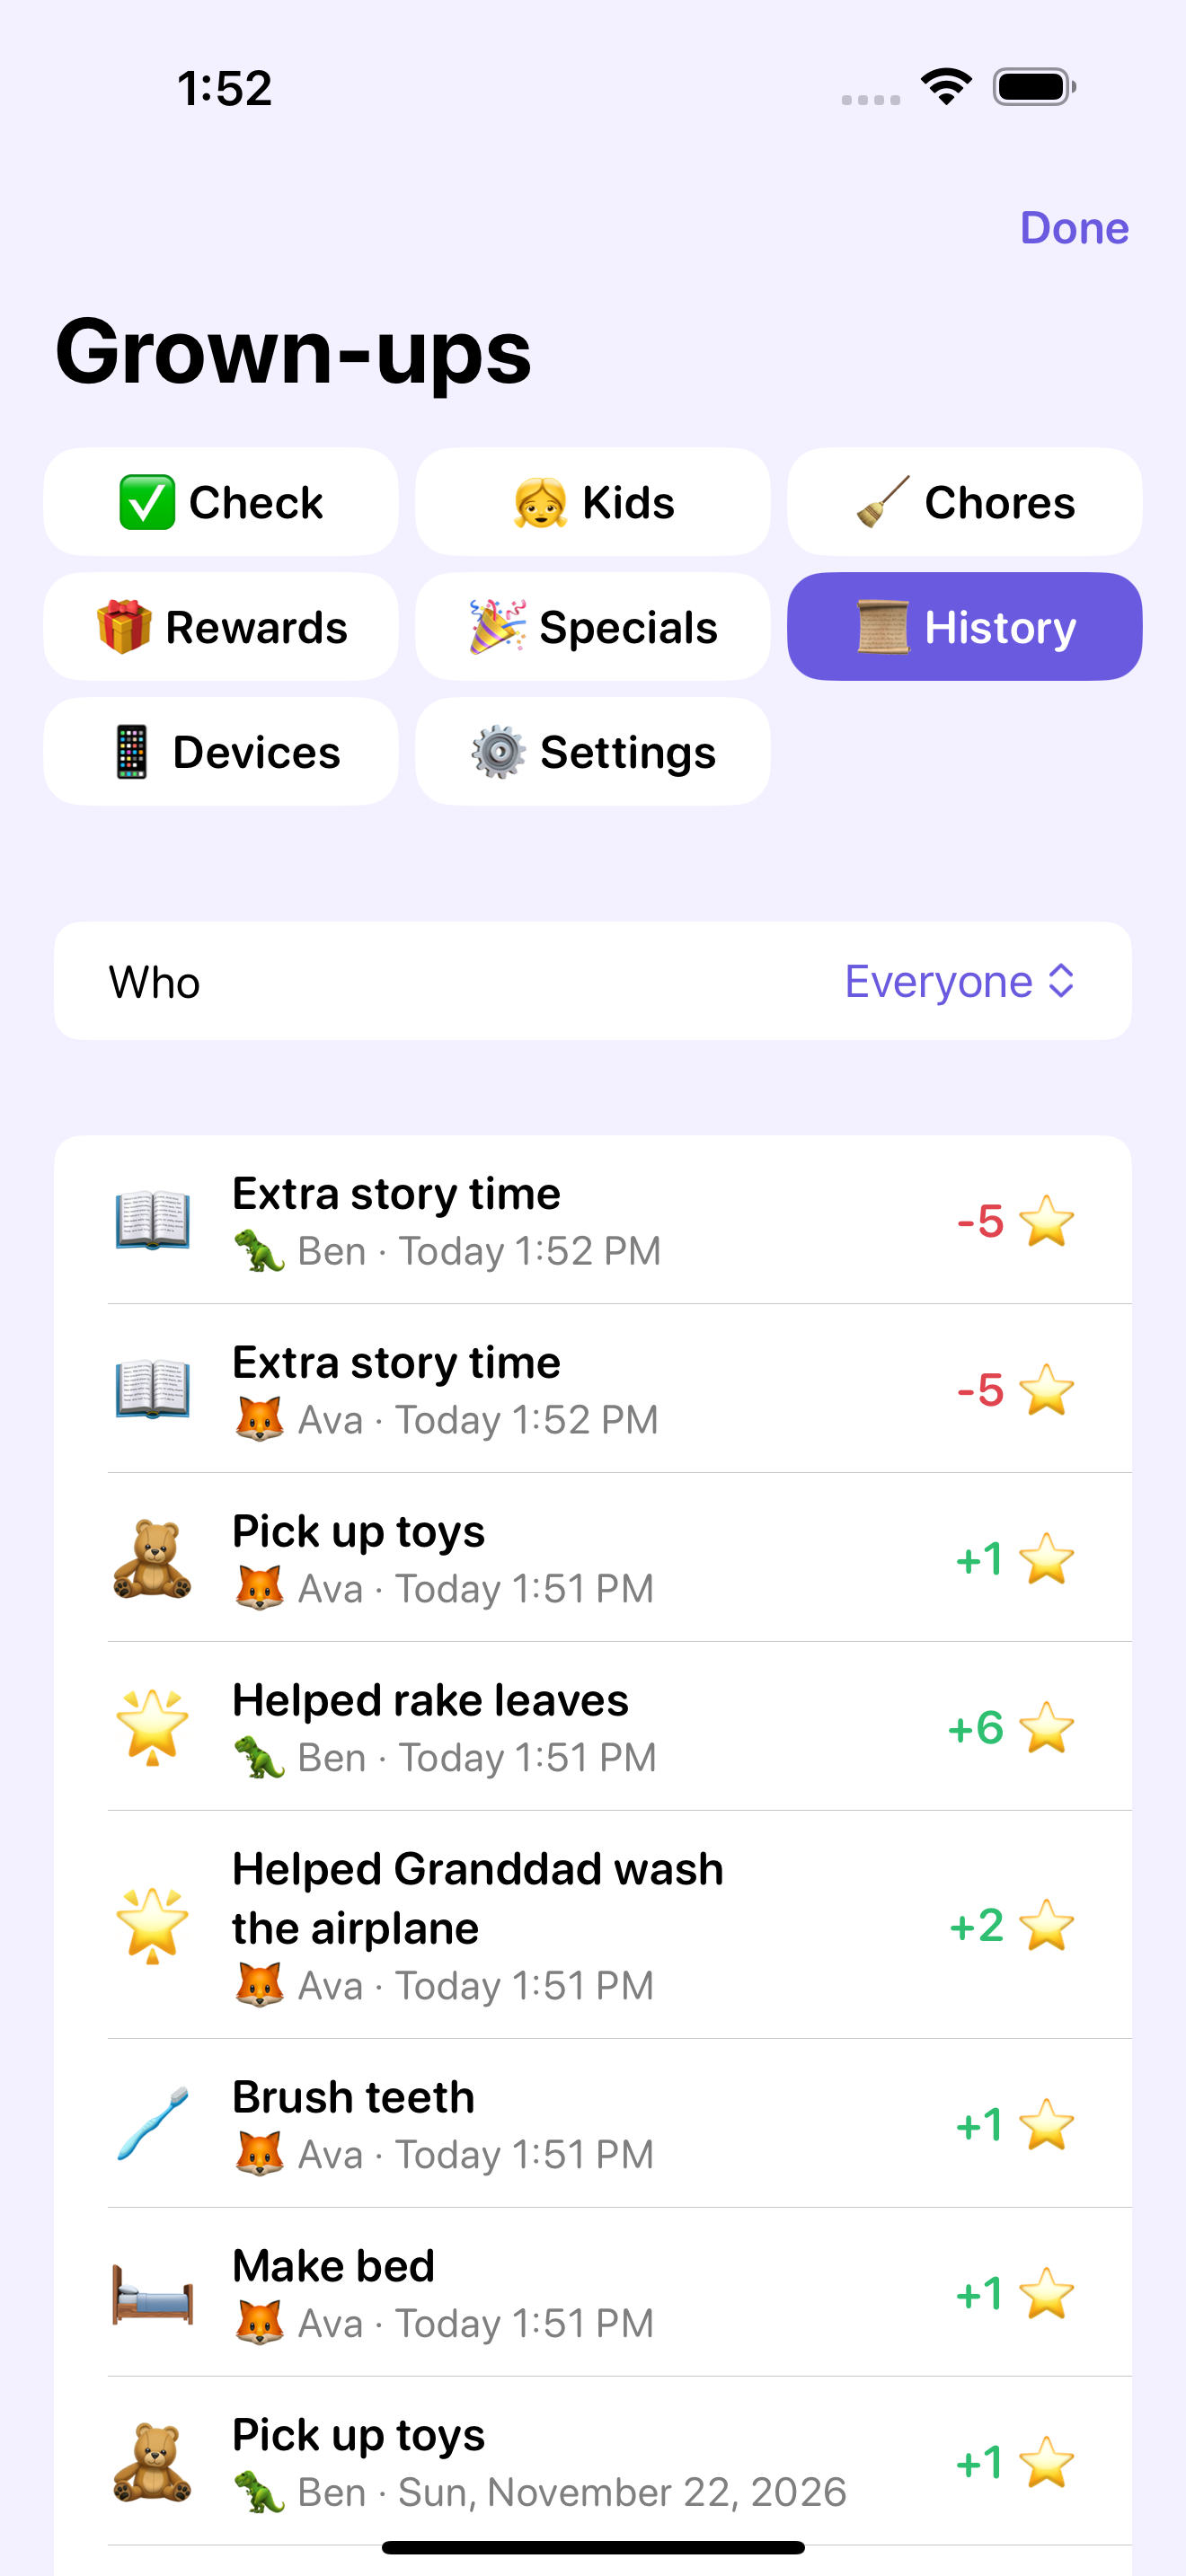 1:52
Done
Grown-ups
Check
Kids
Chores
Rewards
Specials
History
Devices
Settings
Who
Everyone
Extra story time
Ben · Today 1:52 PM
-5
Extra story time
Ava · Today 1:52 PM
-5
Pick up toys
Ava · Today 1:51 PM
+1
Helped rake leaves
Ben · Today 1:51 PM
+6
Helped Granddad wash
the airplane
Ava · Today 1:51 PM
+2
Brush teeth
Ava · Today 1:51 PM
+1
Make bed
Ava · Today 1:51 PM
+1
Pick up toys
Ben · Sun, November 22, 2026
+1